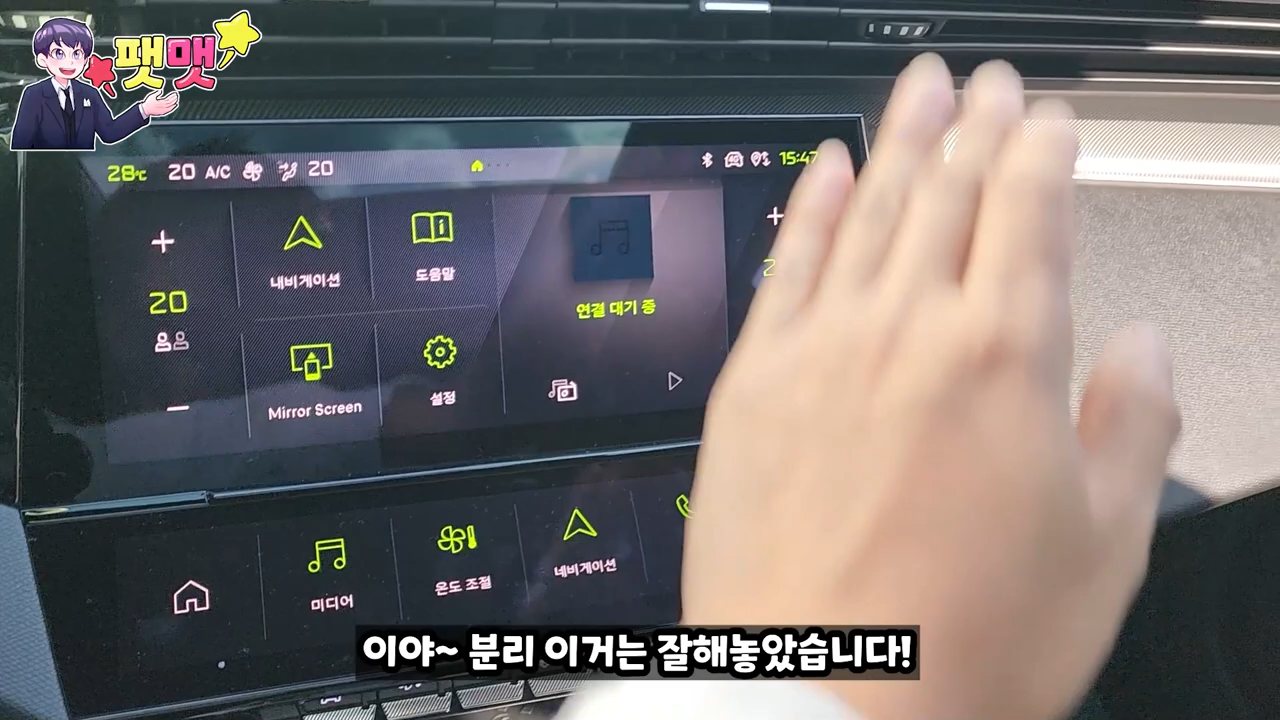 팻맷
28℃ 20 A/C 20 15:47
20
내비게이션
도움말
연결 대기 중
Mirror Screen
설정
미디어
온도 조절
네비게이션
이야~ 분리 이거는 잘해놓았습니다!